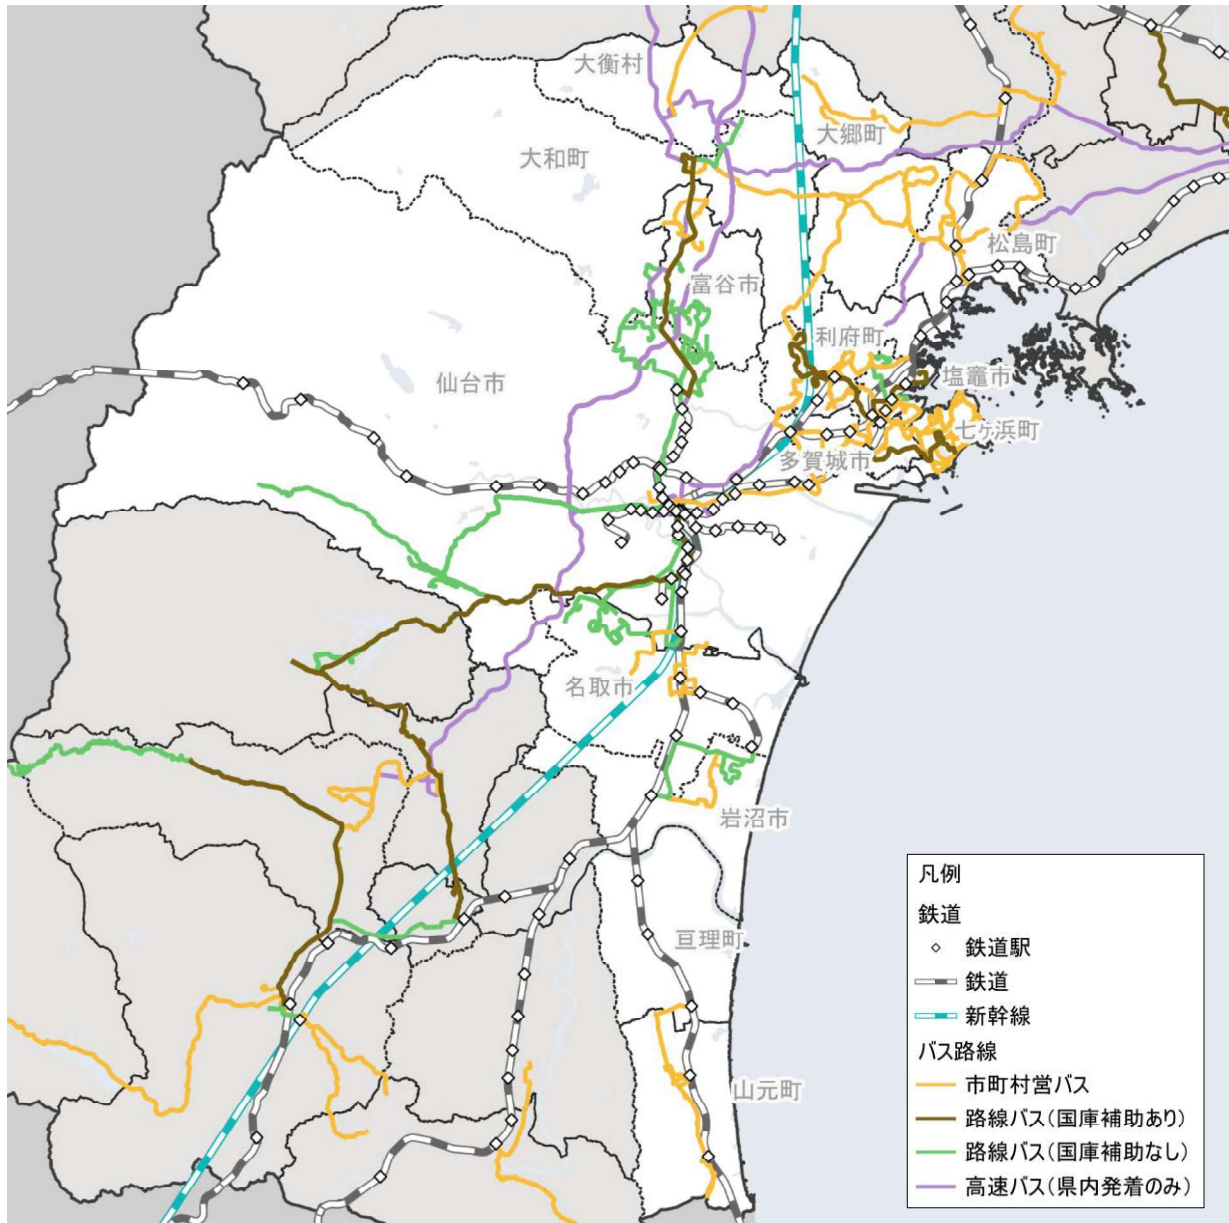 大衡村
大郷町
大和町
松島町
富谷市
利府町
仙台市
塩竈市
七ヶ浜町
多賀城市
名取市
岩沼市
亘理町
山元町
凡例
鉄道
鉄道駅
鉄道
新幹線
バス路線
市町村営バス
路線バス(国庫補助あり)
路線バス(国庫補助なし)
高速バス(県内発着のみ)